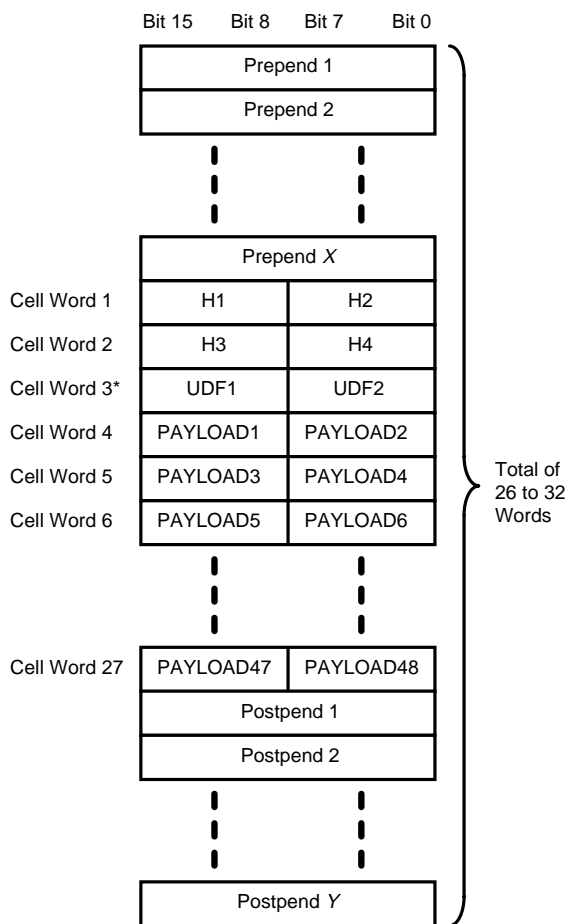 Bit 15 Bit 8 Bit 7 Bit 0
Prepend 1
Prepend 2
Prepend X
Cell Word 1 H1 H2
Cell Word 2 H3 H4
Cell Word 3* UDF1 UDF2
Cell Word 4 PAYLOAD1 PAYLOAD2
Cell Word 5 PAYLOAD3 PAYLOAD4
Cell Word 6 PAYLOAD5 PAYLOAD6
Total of
26 to 32
Words
Cell Word 27 PAYLOAD47 PAYLOAD48
Postpend 1
Postpend 2
Postpend Y